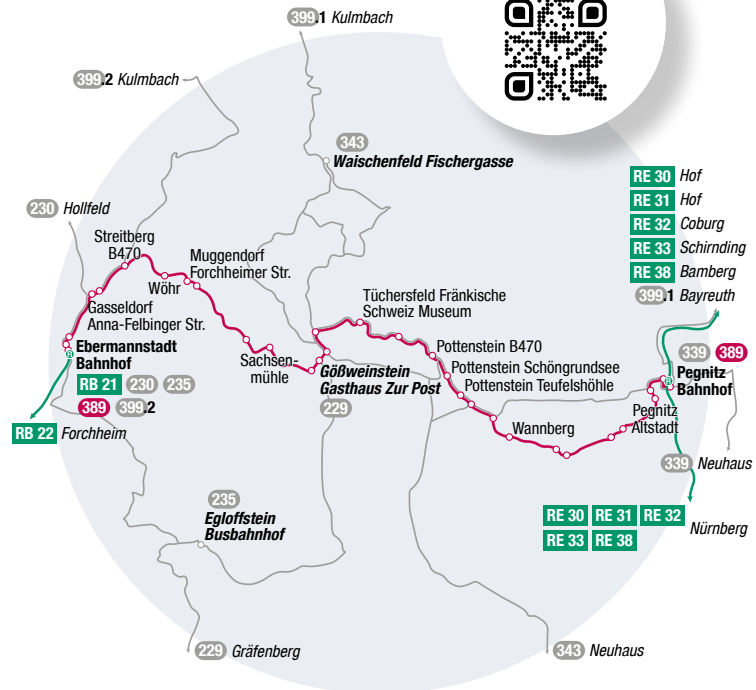 399.1 Kulmbach
399.2 Kulmbach
343
Waischenfeld Fischergasse
RE 30 Hof
RE 31 Hof
RE 32 Coburg
RE 33 Schirnding
RE 38 Bamberg
399.1 Bayreuth
230 Hollfeld
Streitberg
B470
Muggendorf
Forchheimer Str.
Wöhr
Gasseldorf
Anna-Felbinger Str.
Tüchersfeld Fränkische
Schweiz Museum
Ebermannstadt
Bahnhof
RB 21 230 235
389 399.2
RB 22 Forchheim
Sachsen-
mühle
Gößweinstein
Gasthaus Zur Post
229
Pottenstein B470
Pottenstein Schöngrundsee
Pottenstein Teufelshöhle
339 389
R Pegnitz
Bahnhof
Pegnitz
Altstadt
Wannberg
339 Neuhaus
235
Egloffstein
Busbahnhof
RE 30 RE 31 RE 32
RE 33 RE 38
Nürnberg
229 Gräfenberg
343 Neuhaus
R